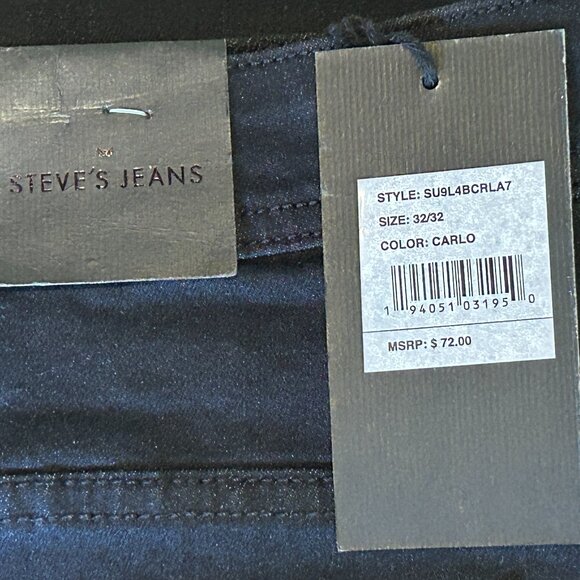 STEVE'S JEANS
STYLE: SU9L4BCRLA7
SIZE: 32/32
COLOR: CARLO
1 94051 03195 0
MSRP: $ 72.00